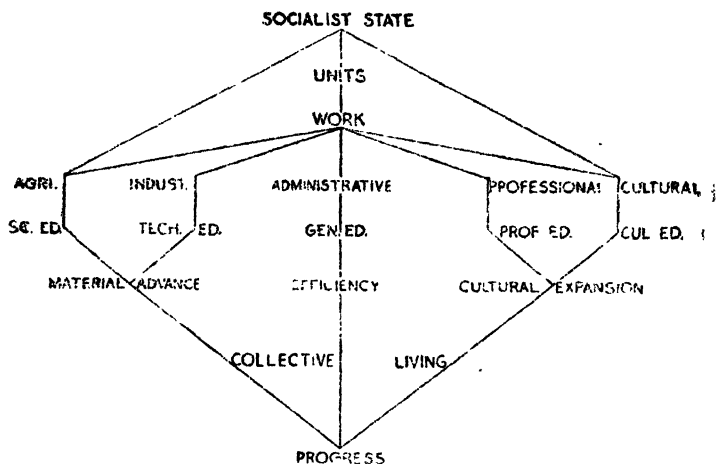 SOCIALIST STATE
UNITS
WORK
AGRI. INDUST. ADMINISTRATIVE PROFESSIONAL CULTURAL
SC. ED. TECH. ED. GEN. ED. PROF ED. CUL ED.
MATERIAL ADVANCE EFFICIENCY CULTURAL EXPANSION
COLLECTIVE LIVING
PROGRESS